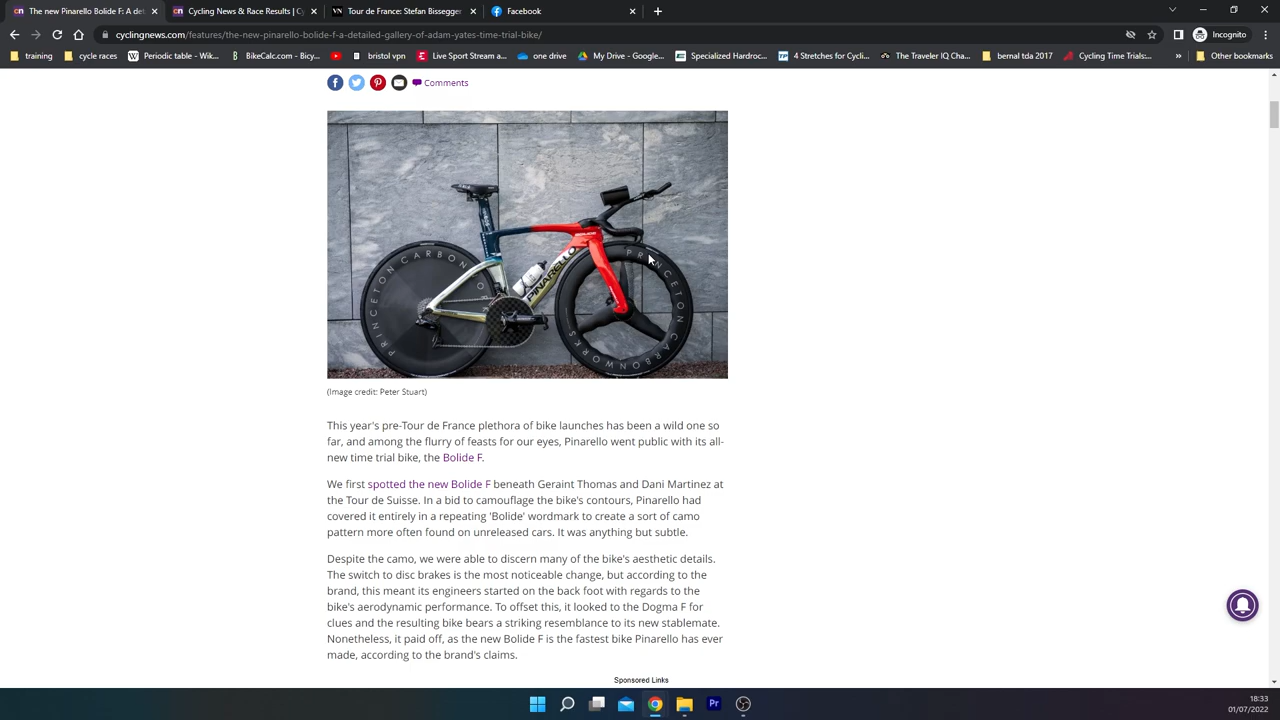 The new Pinarello Bolide F: A det
Cycling News & Race Results | Cy
Tour de France: Stefan Bissegger
Facebook
cyclingnews.com/features/the-new-pinarello-bolide-f-a-detailed-gallery-of-adam-yates-time-trial-bike/
Incognito
training
cycle races
Periodic table - Wik...
BikeCalc.com - Bicy...
bristol vpn
Live Stream a...
One Drive
My Drive - Google...
Specialized Hardroc...
4 Stretches for Quick...
The Traveler IQ Cha...
bernal tda 2017
Cycling Time Trials:...
»
Other bookmarks
Comments
PRINCETON CARBON
BOLIDE
PINARELLO
PRINCETON CARBONWORKS
(Image credit: Peter Stuart)
This year's pre-Tour de France plethora of bike launches has been a wild one so
far, and among the flurry of feasts for our eyes, Pinarello went public with its all-
new time trial bike, the Bolide F.
We first spotted the new Bolide F beneath Geraint Thomas and Dani Martinez at
the Tour de Suisse. In a bid to camouflage the bike's contours, Pinarello had
covered it entirely in a repeating 'Bolide' wordmark to create a sort of camo
pattern more often found on unreleased cars. It was anything but subtle.
Despite the camo, we were able to discern many of the bike's aesthetic details.
The switch to disc brakes is the most noticeable change, but according to the
brand, this meant its engineers started on the back foot with regards to the
bike's aerodynamic performance. To offset this, it looked to the Dogma F for
clues and the resulting bike bears a striking resemblance to its new stablemate.
Nonetheless, it paid off, as the new Bolide F is the fastest bike Pinarello has ever
made, according to the brand's claims.
Sponsored Links
Pr
18:33
01/07/2022